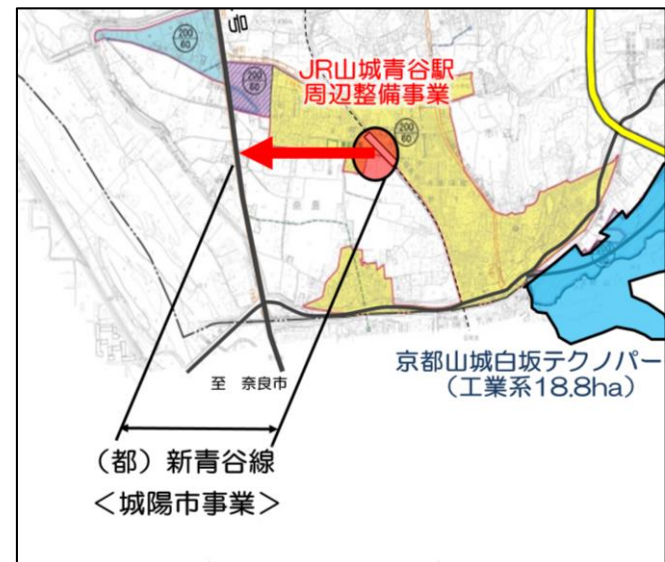 200
60
200
60
JR山城青谷駅
周辺整備事業
200
60
奈島
京都山城白坂テクノパー
（工業系18.8ha）
至 奈良市
（都）新青谷線
＜城陽市事業＞